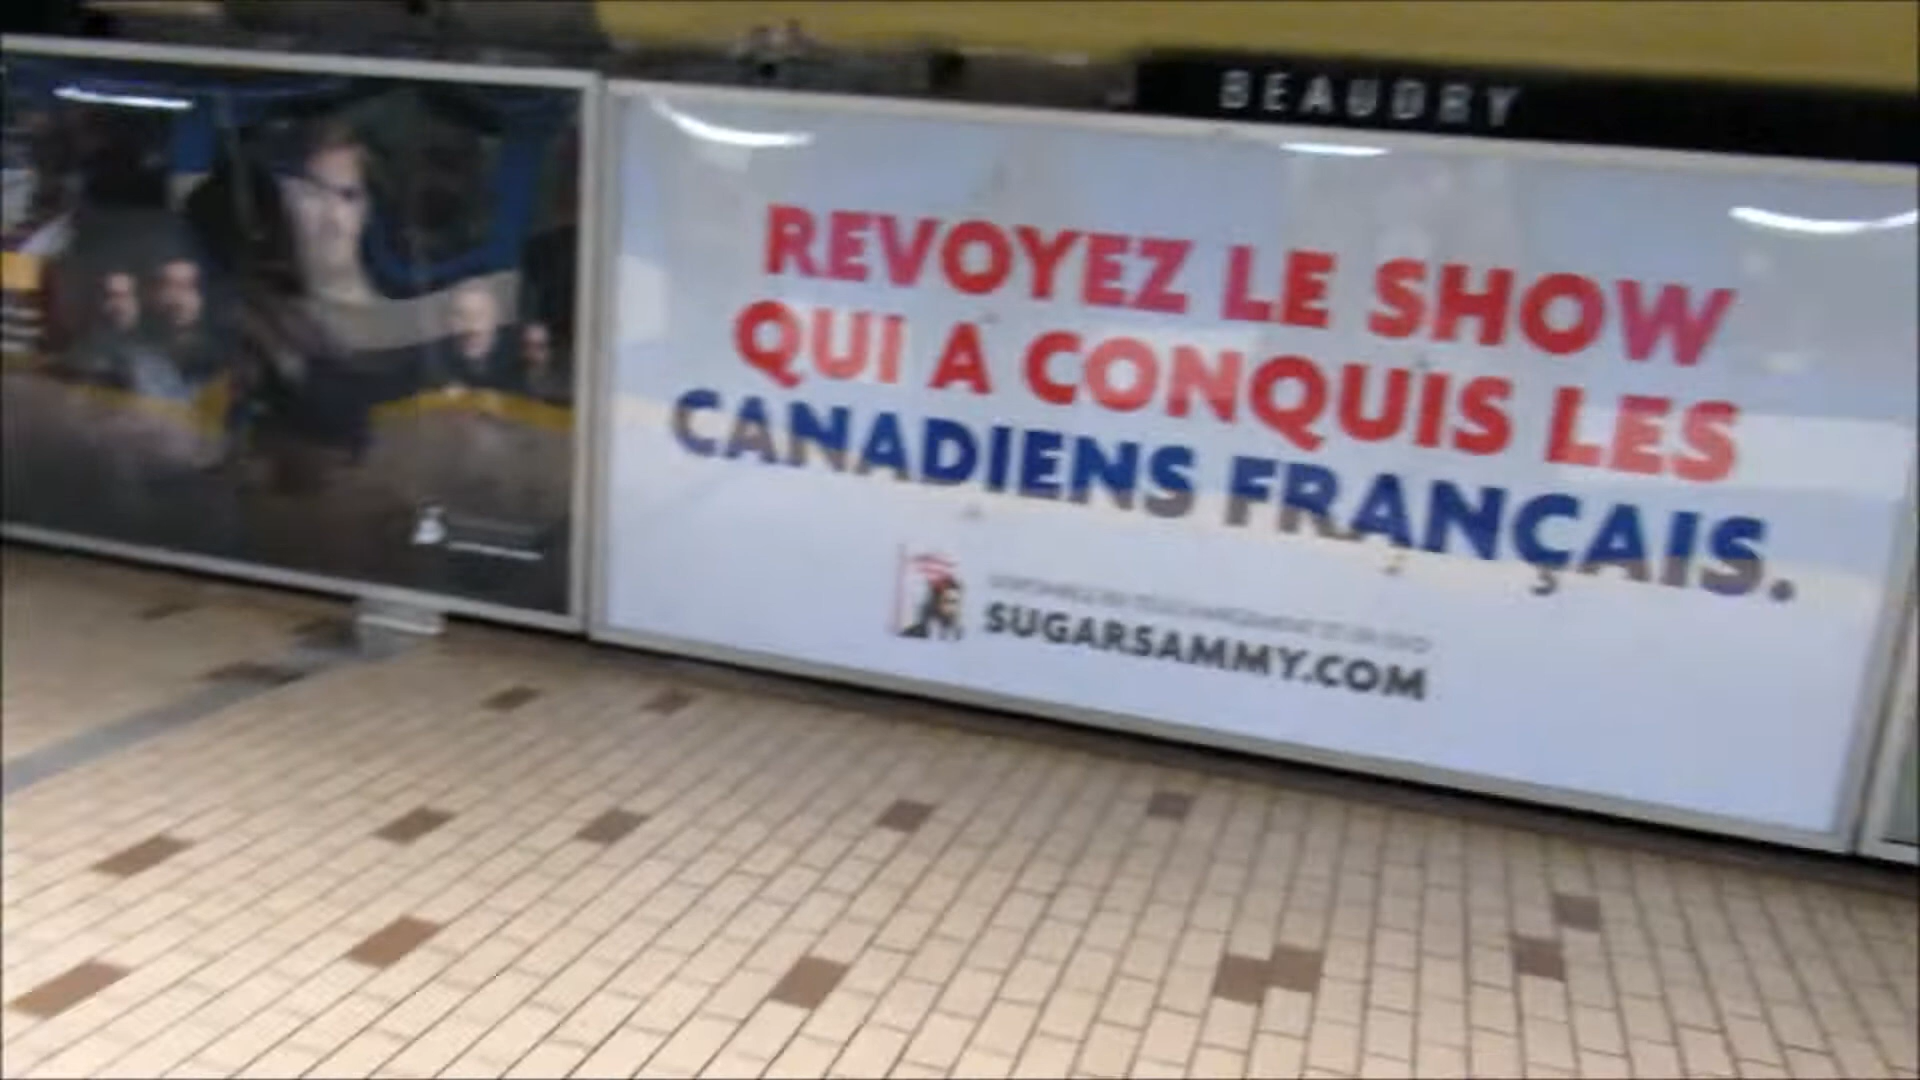 BEAUDRY
REVOYEZ LE SHOW
QUI A CONQUIS LES
CANADIENS FRANÇAIS.
SUGARSAMMY.COM